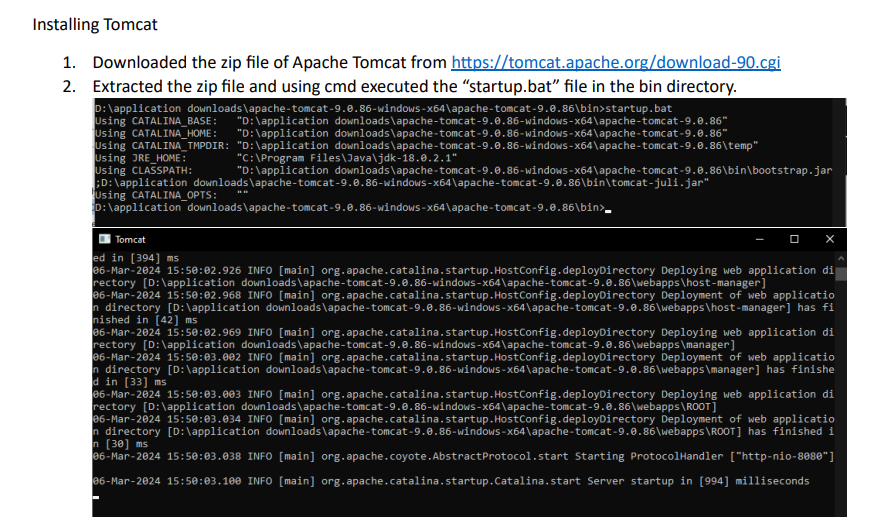 Installing Tomcat
1. Downloaded the zip file of Apache Tomcat from https://tomcat.apache.org/download-90.cgi
2. Extracted the zip file and using cmd executed the “startup.bat” file in the bin directory.
D:\application downloads\apache-tomcat-9.0.86-windows-x64\apache-tomcat-9.0.86\bin>startup.bat
Using CATALINA_BASE:   "D:\application downloads\apache-tomcat-9.0.86-windows-x64\apache-tomcat-9.0.86"
Using CATALINA_HOME:   "D:\application downloads\apache-tomcat-9.0.86-windows-x64\apache-tomcat-9.0.86"
Using CATALINA_TMPDIR: "D:\application downloads\apache-tomcat-9.0.86-windows-x64\apache-tomcat-9.0.86\temp"
Using JRE_HOME:        "C:\Program Files\Java\jdk-18.0.2.1"
Using CLASSPATH:       "D:\application downloads\apache-tomcat-9.0.86-windows-x64\apache-tomcat-9.0.86\bin\bootstrap.jar
;D:\application downloads\apache-tomcat-9.0.86-windows-x64\apache-tomcat-9.0.86\bin\tomcat-juli.jar"
Using CATALINA_OPTS:   ""
D:\application downloads\apache-tomcat-9.0.86-windows-x64\apache-tomcat-9.0.86\bin>
Tomcat
ed in [394] ms
06-Mar-2024 15:50:02.926 INFO [main] org.apache.catalina.startup.HostConfig.deployDirectory Deploying web application di
rectory [D:\application downloads\apache-tomcat-9.0.86-windows-x64\apache-tomcat-9.0.86\webapps\host-manager]
06-Mar-2024 15:50:02.968 INFO [main] org.apache.catalina.startup.HostConfig.deployDirectory Deployment of web applicatio
n directory [D:\application downloads\apache-tomcat-9.0.86-windows-x64\apache-tomcat-9.0.86\webapps\host-manager] has fi
nished in [42] ms
06-Mar-2024 15:50:02.969 INFO [main] org.apache.catalina.startup.HostConfig.deployDirectory Deploying web application di
rectory [D:\application downloads\apache-tomcat-9.0.86-windows-x64\apache-tomcat-9.0.86\webapps\manager]
06-Mar-2024 15:50:03.002 INFO [main] org.apache.catalina.startup.HostConfig.deployDirectory Deployment of web applicatio
n directory [D:\application downloads\apache-tomcat-9.0.86-windows-x64\apache-tomcat-9.0.86\webapps\manager] has finishe
d in [33] ms
06-Mar-2024 15:50:03.003 INFO [main] org.apache.catalina.startup.HostConfig.deployDirectory Deploying web application di
rectory [D:\application downloads\apache-tomcat-9.0.86-windows-x64\apache-tomcat-9.0.86\webapps\ROOT]
06-Mar-2024 15:50:03.034 INFO [main] org.apache.catalina.startup.HostConfig.deployDirectory Deployment of web applicatio
n directory [D:\application downloads\apache-tomcat-9.0.86-windows-x64\apache-tomcat-9.0.86\webapps\ROOT] has finished i
n [30] ms
06-Mar-2024 15:50:03.038 INFO [main] org.apache.coyote.AbstractProtocol.start Starting ProtocolHandler ["http-nio-8080"]
06-Mar-2024 15:50:03.100 INFO [main] org.apache.catalina.startup.Catalina.start Server startup in [994] milliseconds